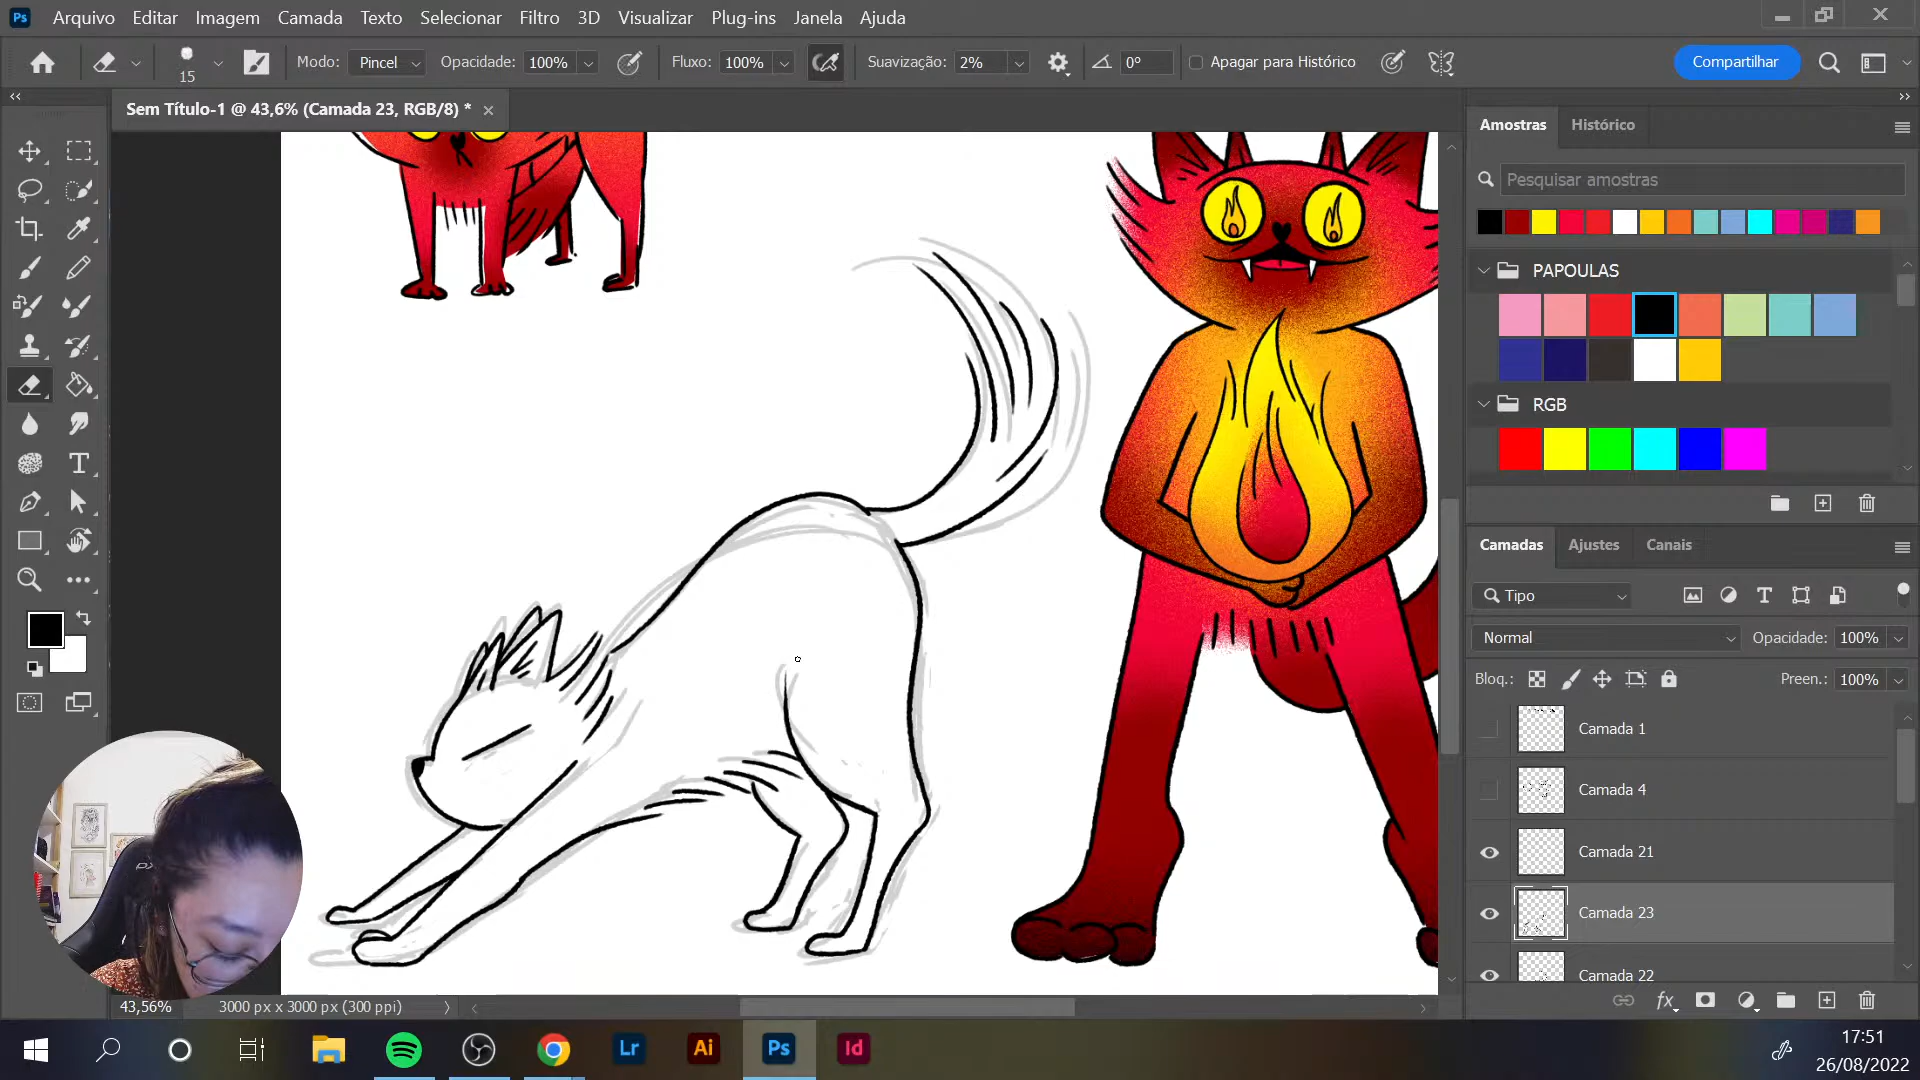 Ps Arquivo Editar Imagem Camada Texto Selecionar Filtro 3D Visualizar Plug-ins Janela Ajuda
15 Modo: Pincel Opacidade: 100% Fluxo: 100% Suavização: 2% 0° Apagar para Histórico Compartilhar
Sem Título-1 @ 43,6% (Camada 23, RGB/8) *
Amostras Histórico
Pesquisar amostras
PAPOULAS
RGB
Camadas Ajustes Canais
Tipo
Normal Opacidade: 100%
Bloq.: Preen.: 100%
Camada 1
Camada 4
Camada 21
Camada 23
Camada 22
43,56% 3000 px x 3000 px (300 ppi)
Lr Ai Ps Id
17:51
26/08/2022